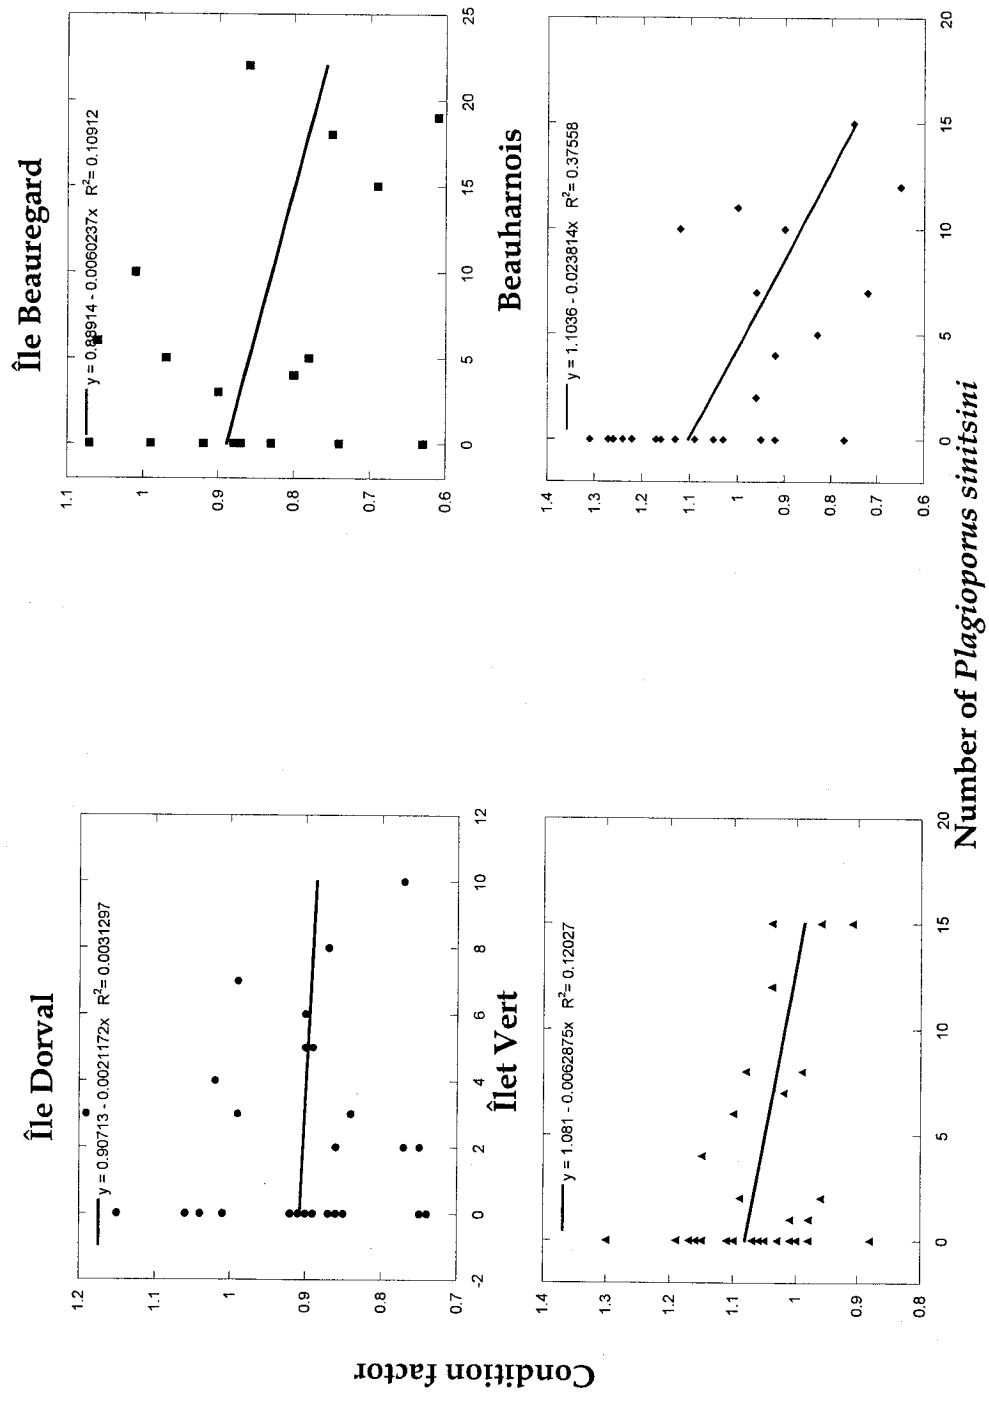 Condition factor
Île Dorval
y = 0.90713 - 0.0021172x R²= 0.0031297
1.2
1.1
1
0.9
0.8
0.7
-2 0 2 4 6 8 10 12
Île Beauregard
y = 0.88914 - 0.0060237x R²= 0.10912
1.1
1
0.9
0.8
0.7
0.6
0 5 10 15 20 25
Îlet Vert
y = 1.081 - 0.0062875x R²= 0.12027
1.4
1.3
1.2
1.1
1
0.9
0.8
0 5 10 15 20
Beauharnois
y = 1.1036 - 0.023814x R²= 0.37558
1.4
1.3
1.2
1.1
1
0.9
0.8
0.7
0.6
0 5 10 15 20
Number of Plagioporus sinitsini